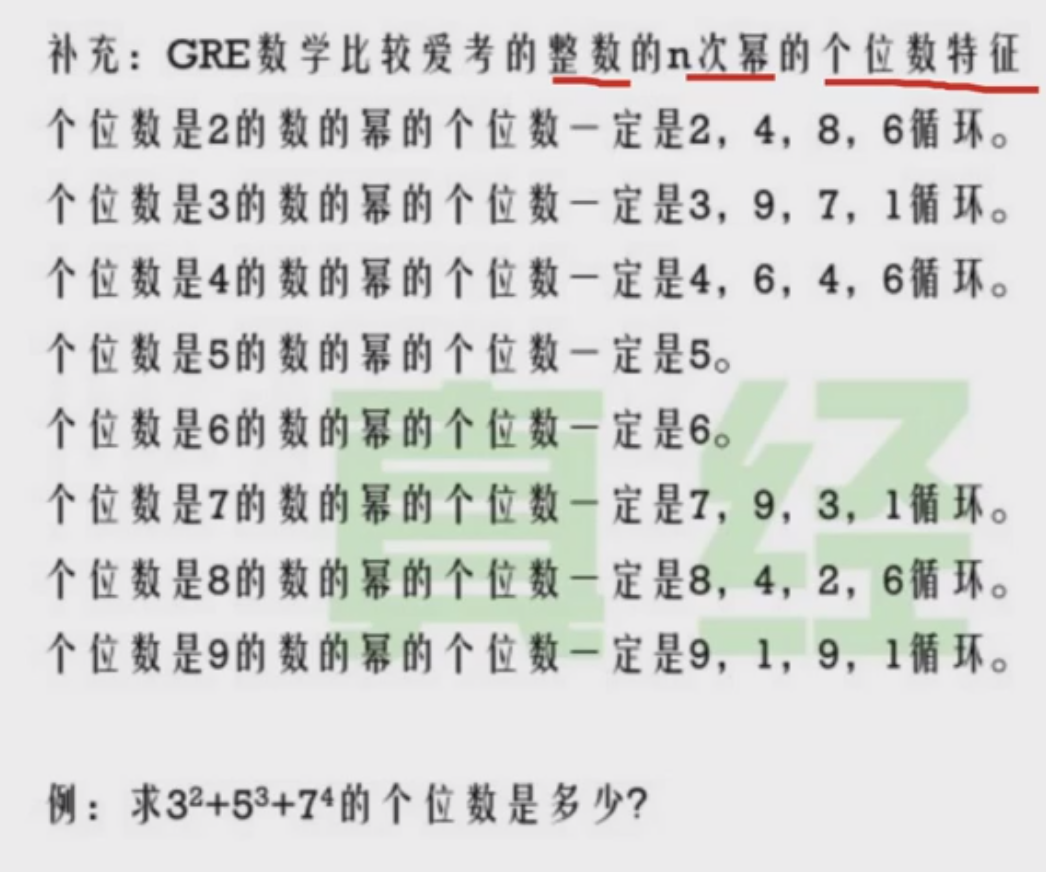 补充：GRE数学比较爱考的整数的n次幂的个位数特征
个位数是2的数的幂的个位数一定是2，4，8，6循环。
个位数是3的数的幂的个位数一定是3，9，7，1循环。
个位数是4的数的幂的个位数一定是4，6，4，6循环。
个位数是5的数的幂的个位数一定是5。
个位数是6的数的幂的个位数一定是6。
个位数是7的数的幂的个位数一定是7，9，3，1循环。
个位数是8的数的幂的个位数一定是8，4，2，6循环。
个位数是9的数的幂的个位数一定是9，1，9，1循环。
真经
例：求3²+5³+7⁴的个位数是多少?